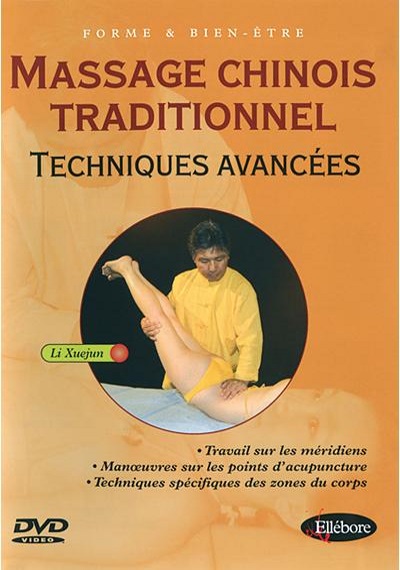 FORME & BIEN-ÊTRE
MASSAGE CHINOIS
TRADITIONNEL
TECHNIQUES AVANCÉES
Li Xuejun
• Travail sur les méridiens
• Manœuvres sur les points d'acupuncture
• Techniques spécifiques des zones du corps
DVD
VIDEO
Ellébore